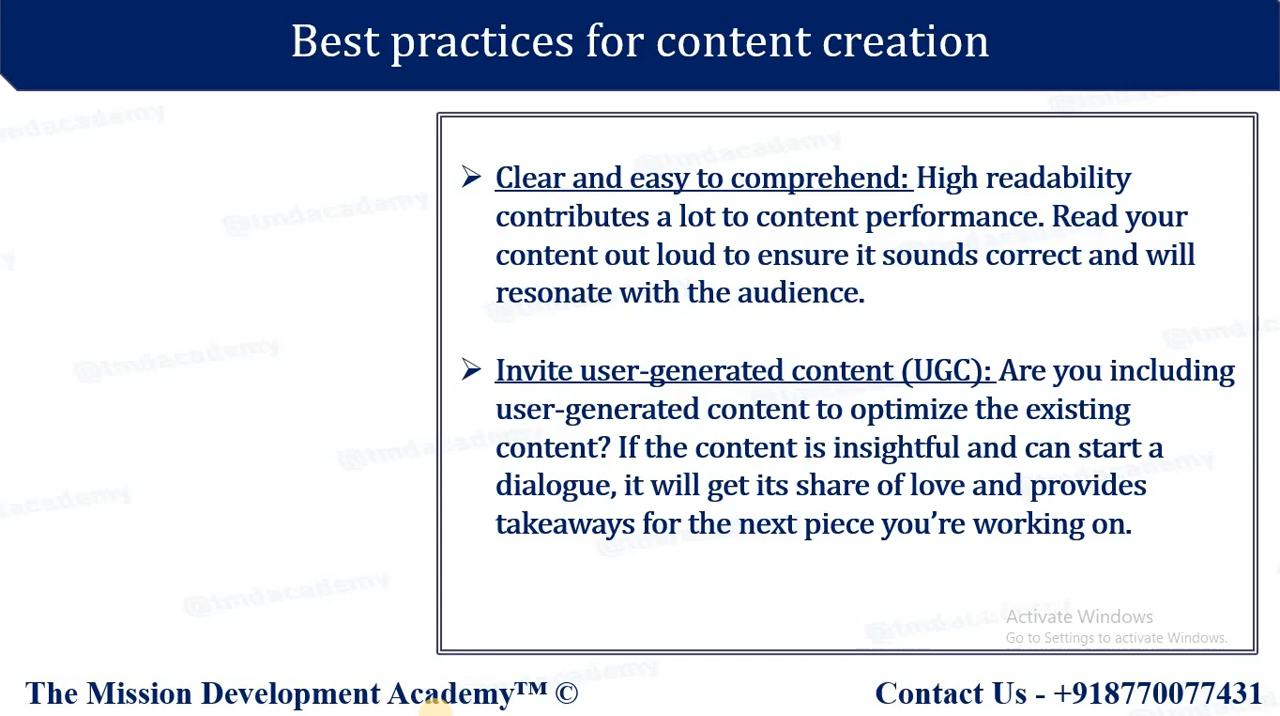 Best practices for content creation
@tmdacademy
➢ Clear and easy to comprehend: High readability
contributes a lot to content performance. Read your
content out loud to ensure it sounds correct and will
resonate with the audience.
➢ Invite user-generated content (UGC): Are you including
user-generated content to optimize the existing
content? If the content is insightful and can start a
dialogue, it will get its share of love and provides
takeaways for the next piece you’re working on.
Activate Windows
Go to Settings to activate Windows.
The Mission Development Academy™ ©
Contact Us - +918770077431